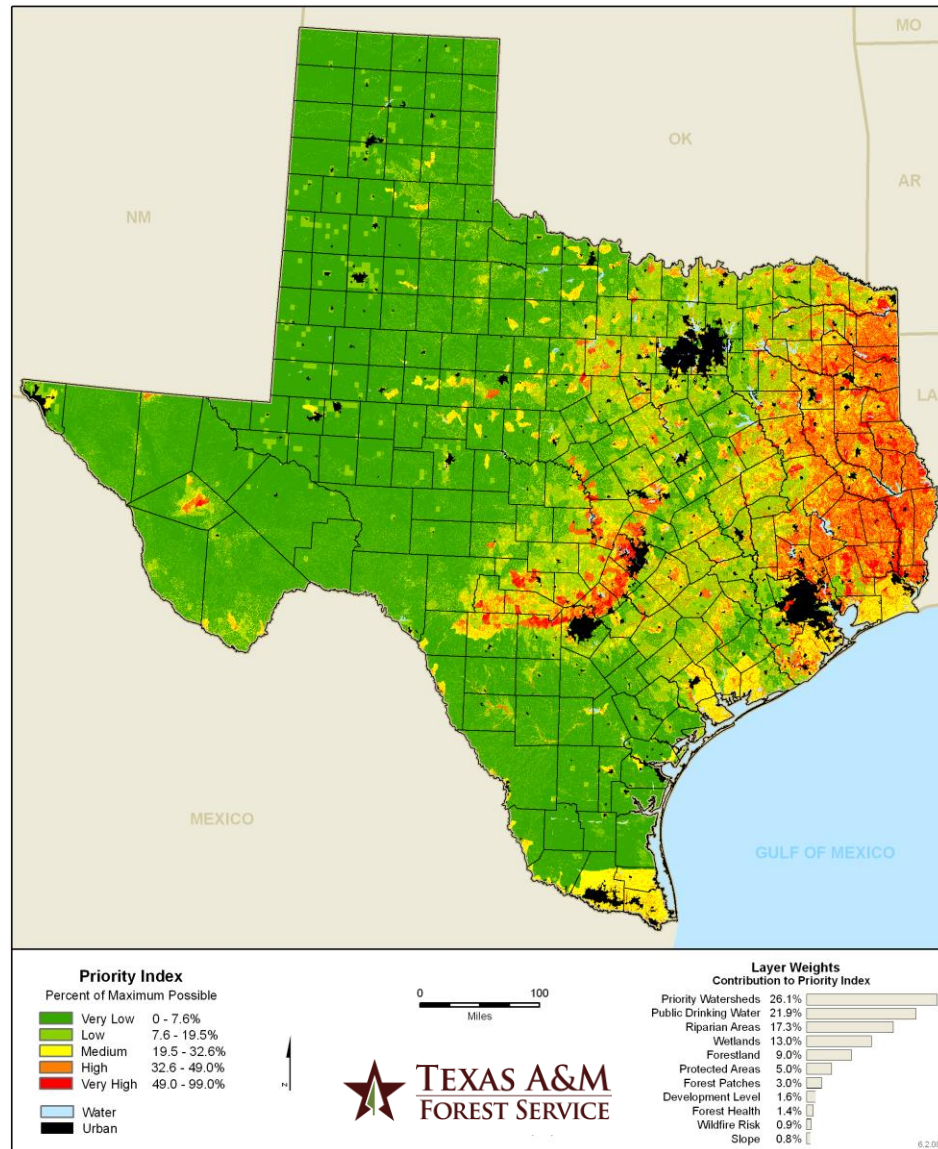 MO
OK
AR
NM
LA
MEXICO
GULF OF MEXICO
Priority Index
Percent of Maximum Possible
Very Low 0 - 7.6%
Low 7.6 - 19.5%
Medium 19.5 - 32.6%
High 32.6 - 49.0%
Very High 49.0 - 99.0%
Water
Urban
N
0 100
Miles
TEXAS A&M
FOREST SERVICE
Layer Weights
Contribution to Priority Index
Priority Watersheds 26.1%
Public Drinking Water 21.9%
Riparian Areas 17.3%
Wetlands 13.0%
Forestland 9.0%
Protected Areas 5.0%
Forest Patches 3.0%
Development Level 1.6%
Forest Health 1.4%
Wildfire Risk 0.9%
Slope 0.8%